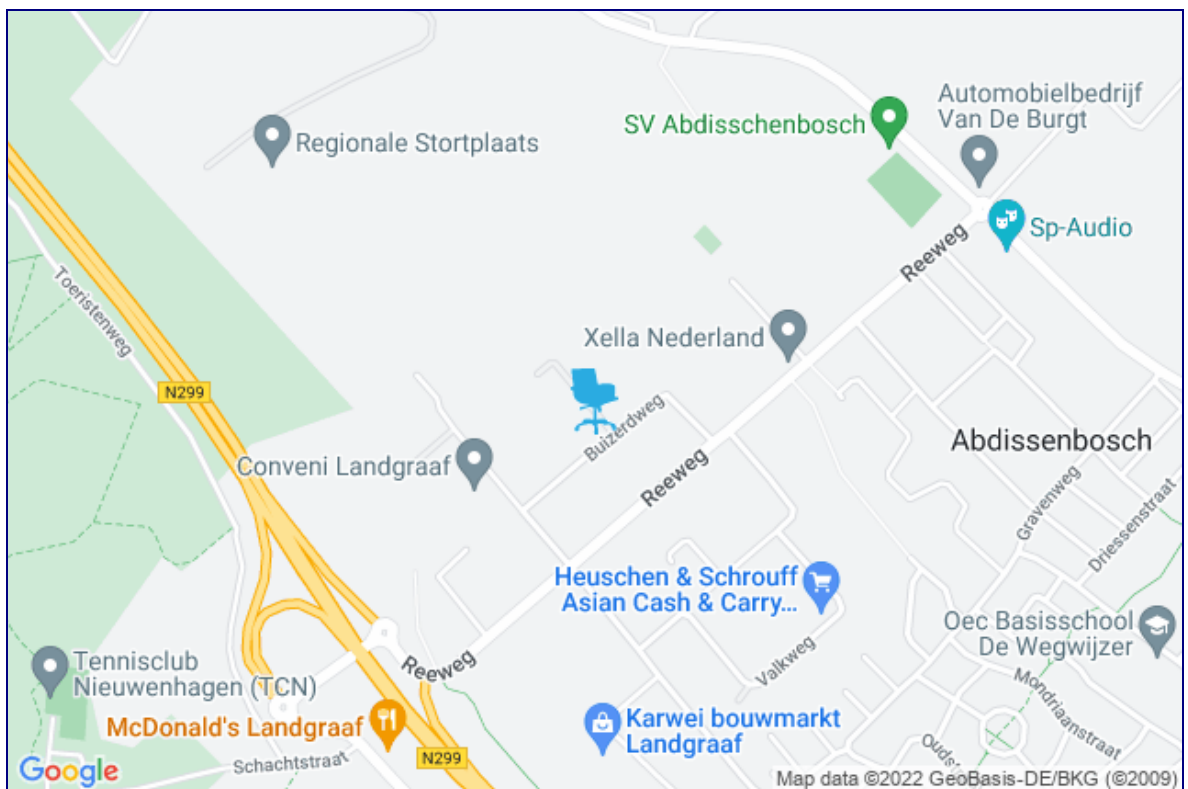 Automobielbedrijf
Van De Burgt
SV Abdisschenbosch
Regionale Stortplaats
Sp-Audio
Reeweg
Toeristenweg
Xella Nederland
N299
Buizerdweg
Abdissenbosch
Conveni Landgraaf
Reeweg
Gravenweg
Driessenstraat
Heuschen & Schrouff
Asian Cash & Carry...
Oec Basisschool
De Wegwijzer
Valkweg
Reeweg
Tennisclub
Nieuwenhagen (TCN)
Mondriaanstraat
McDonald's Landgraaf
Karwei bouwmarkt
Landgraaf
N299
Schachtstraat
Google
Map data ©2022 GeoBasis-DE/BKG (©2009)